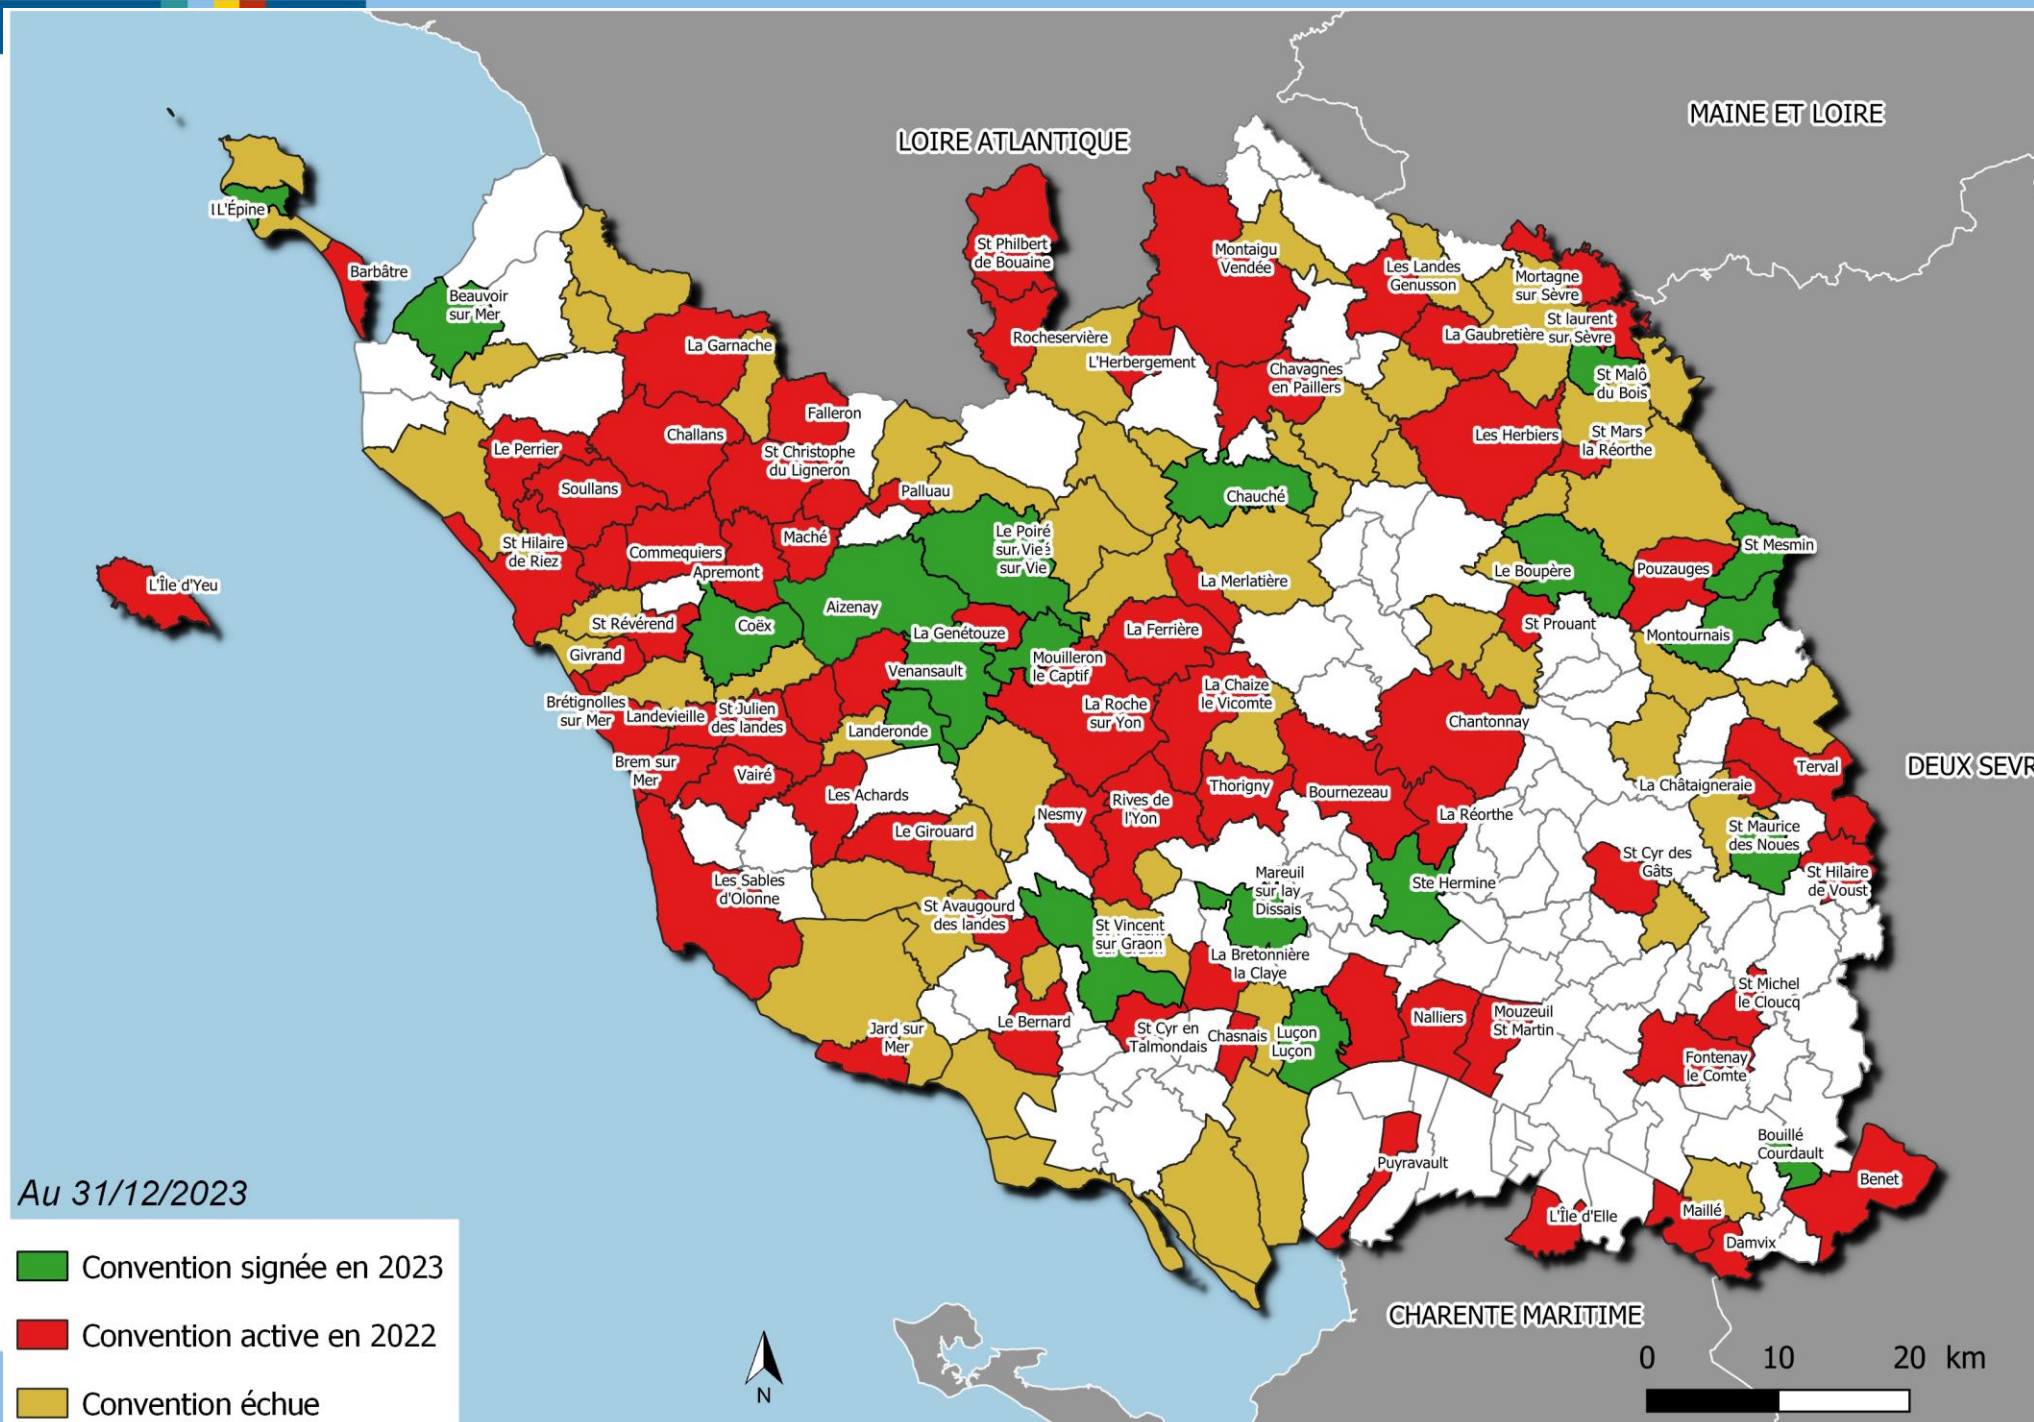 MAINE ET LOIRE
LOIRE ATLANTIQUE
L'Épine
Barbâtre
Beauvoir
sur Mer
St Philbert
de Bouaine
Montaigu
Vendée
Les Landes
Genusson
Mortagne
sur Sèvre
St laurent
sur Sèvre
La Gaubretière
Rocheservière
L'Herbergement
La Garnache
Chavagnes
en Paillers
St Malô
du Bois
Falleron
Challans
Le Perrier
St Christophe
du Ligneron
Les Herbiers
St Mars
la Réorthe
Soullans
Palluau
Chauché
St Hilaire
de Riez
Commequiers
Maché
Le Poiré
sur Vie
sur Vie
St Mesmin
Apremont
La Merlatière
Le Boupère
Pouzauges
L'Île d'Yeu
Aizenay
St Révérend
Coëx
La Genétouze
La Ferrière
St Prouant
Montournais
Givrand
Venansault
Mouilleron
le Captif
La Chaize
le Vicomte
La Roche
sur Yon
Brétignolles
sur Mer
Landevieille
St Julien
des landes
Landeronde
Chantonnay
Brem sur
Mer
Vairé
Les Achards
Thorigny
Bournezeau
La Châtaigneraie
Terval
DEUX SEVR
Rives de
l'Yon
Nesmy
La Réorthe
Le Girouard
St Maurice
des Noues
St Cyr des
Gâts
St Hilaire
de Voust
Les Sables
d'Olonne
Mareuil
sur lay
Dissais
Ste Hermine
St Avaugourd
des landes
St Vincent
sur Graon
La Bretonnière
la Claye
St Michel
le Cloucq
Jard sur
Mer
Le Bernard
St Cyr en
Talmondais
Chasnais
Luçon
Luçon
Nalliers
Mouzeuil
St Martin
Fontenay
le Comte
Puyravault
Bouillé
Courdault
Benet
L'Île d'Elle
Maillé
Damvix
Au 31/12/2023
Convention signée en 2023
Convention active en 2022
Convention échue
N
CHARENTE MARITIME
0 10 20 km